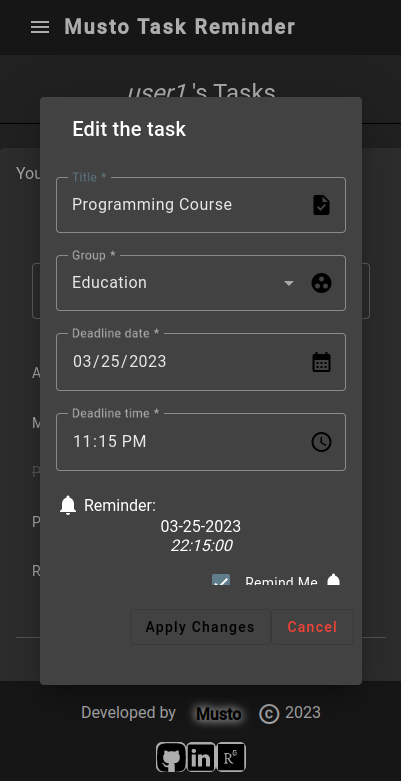 Musto Task Reminder
user1's Tasks
You
Edit the task
Title *
Programming Course
Group *
Education
Deadline date *
03/25/2023
Deadline time *
11:15 PM
A
M
P
P
R
Reminder:
03-25-2023
22:15:00
Remind Me
Apply Changes
Cancel
Developed by Musto © 2023
in R